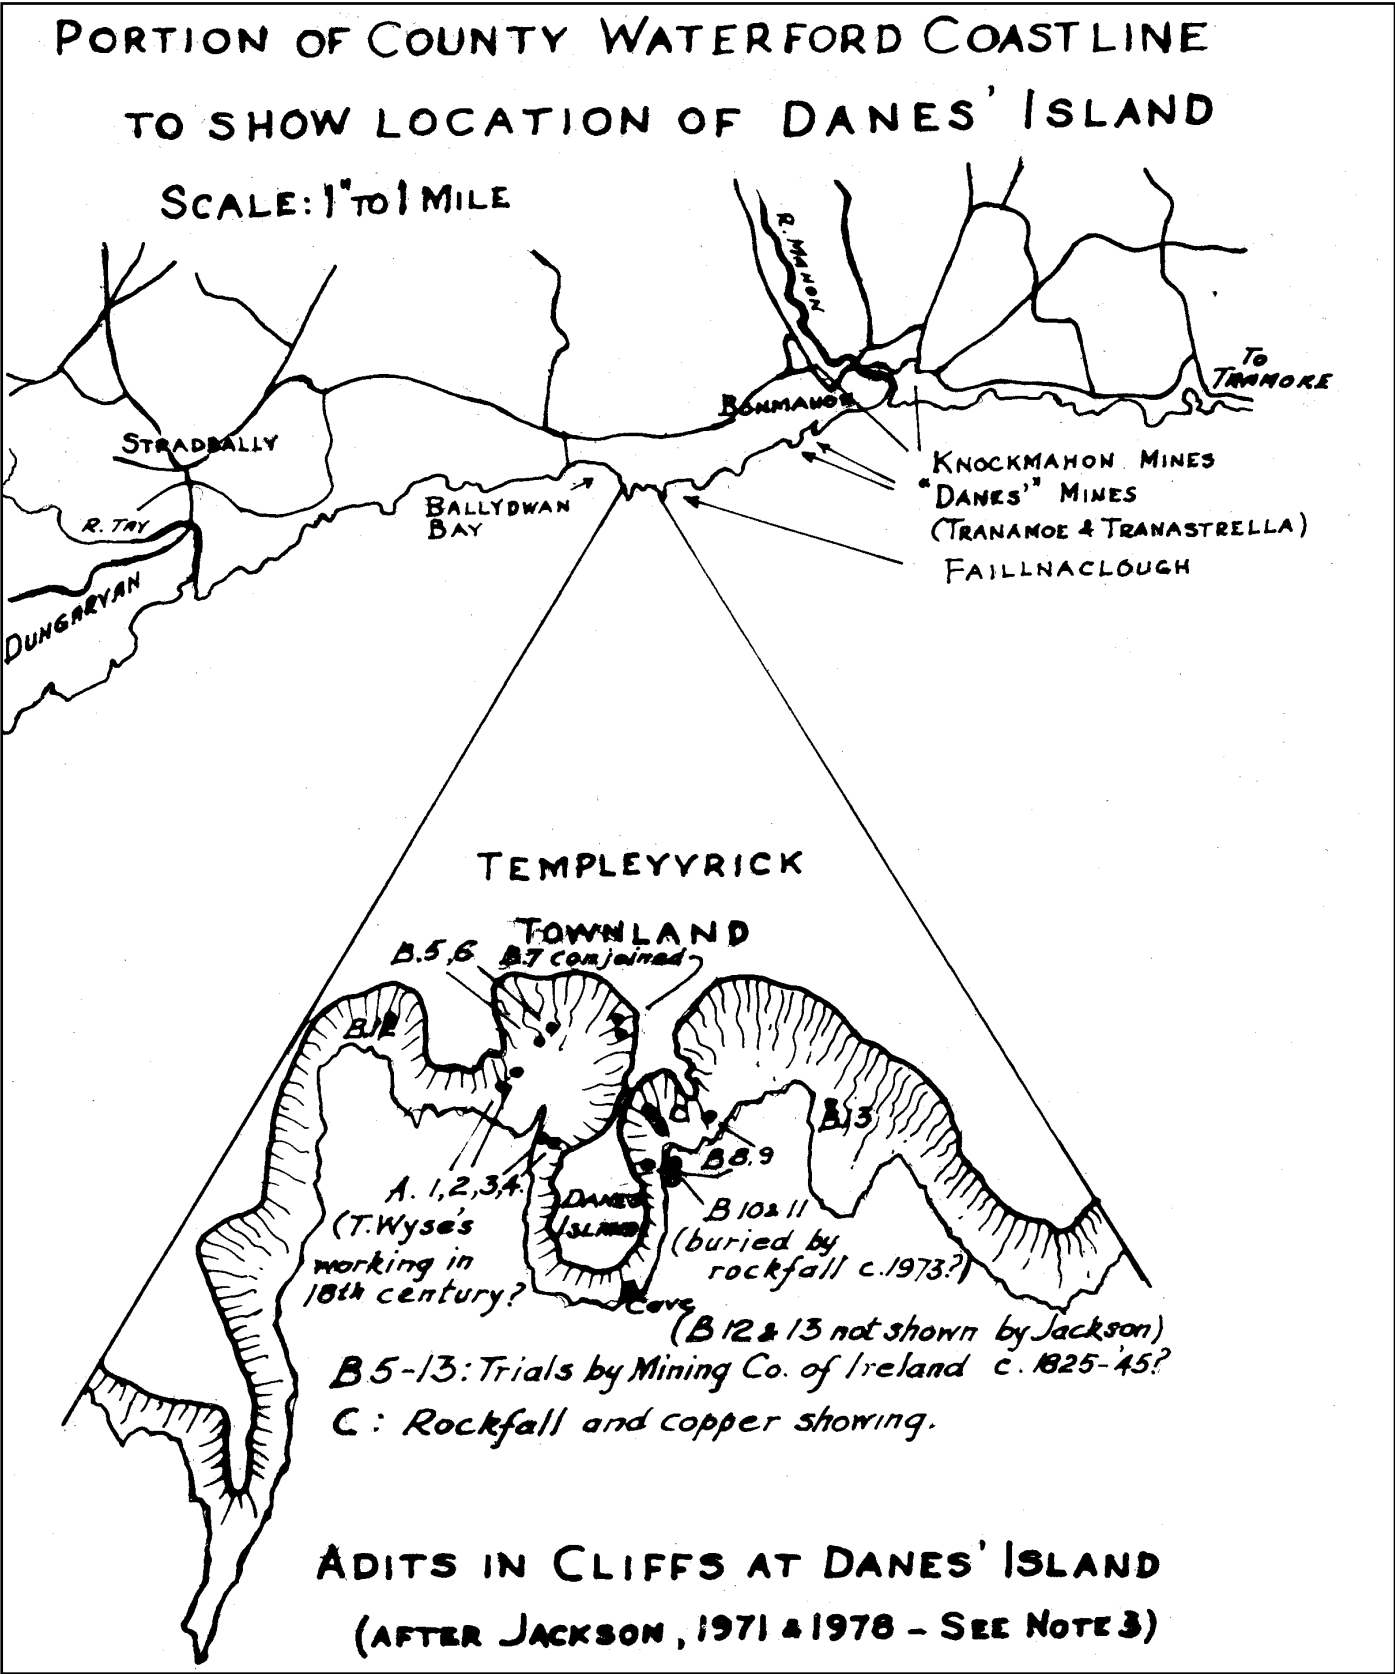 PORTION OF COUNTY WATERFORD COASTLINE
TO SHOW LOCATION OF DANES' ISLAND
SCALE: 1" TO 1 MILE
R. MAHON
TO
TRAMORE
BONMAHON
STRADBALLY
KNOCKMAHON MINES
"DANES'" MINES
(TRANAMOE & TRANASTRELLA)
FAILLNACLOUGH
BALLYDWAN
BAY
R. TAY
DUNGARVAN
TEMPLEYVRICK
TOWNLAND
B.5,6
B.7 conjoined
B.12
B.13
B 8.9
A. 1,2,3,4.
(T. Wyse's
working in
18th century?
DANES
ISLAND
B 10 & 11
(buried by
rockfall c.1973?)
Cave
(B 12 & 13 not shown by Jackson)
B 5-13: Trials by Mining Co. of Ireland c. 1825-'45?
C: Rockfall and copper showing.
ADITS IN CLIFFS AT DANES' ISLAND
(AFTER JACKSON, 1971 & 1978 - SEE NOTE 3)